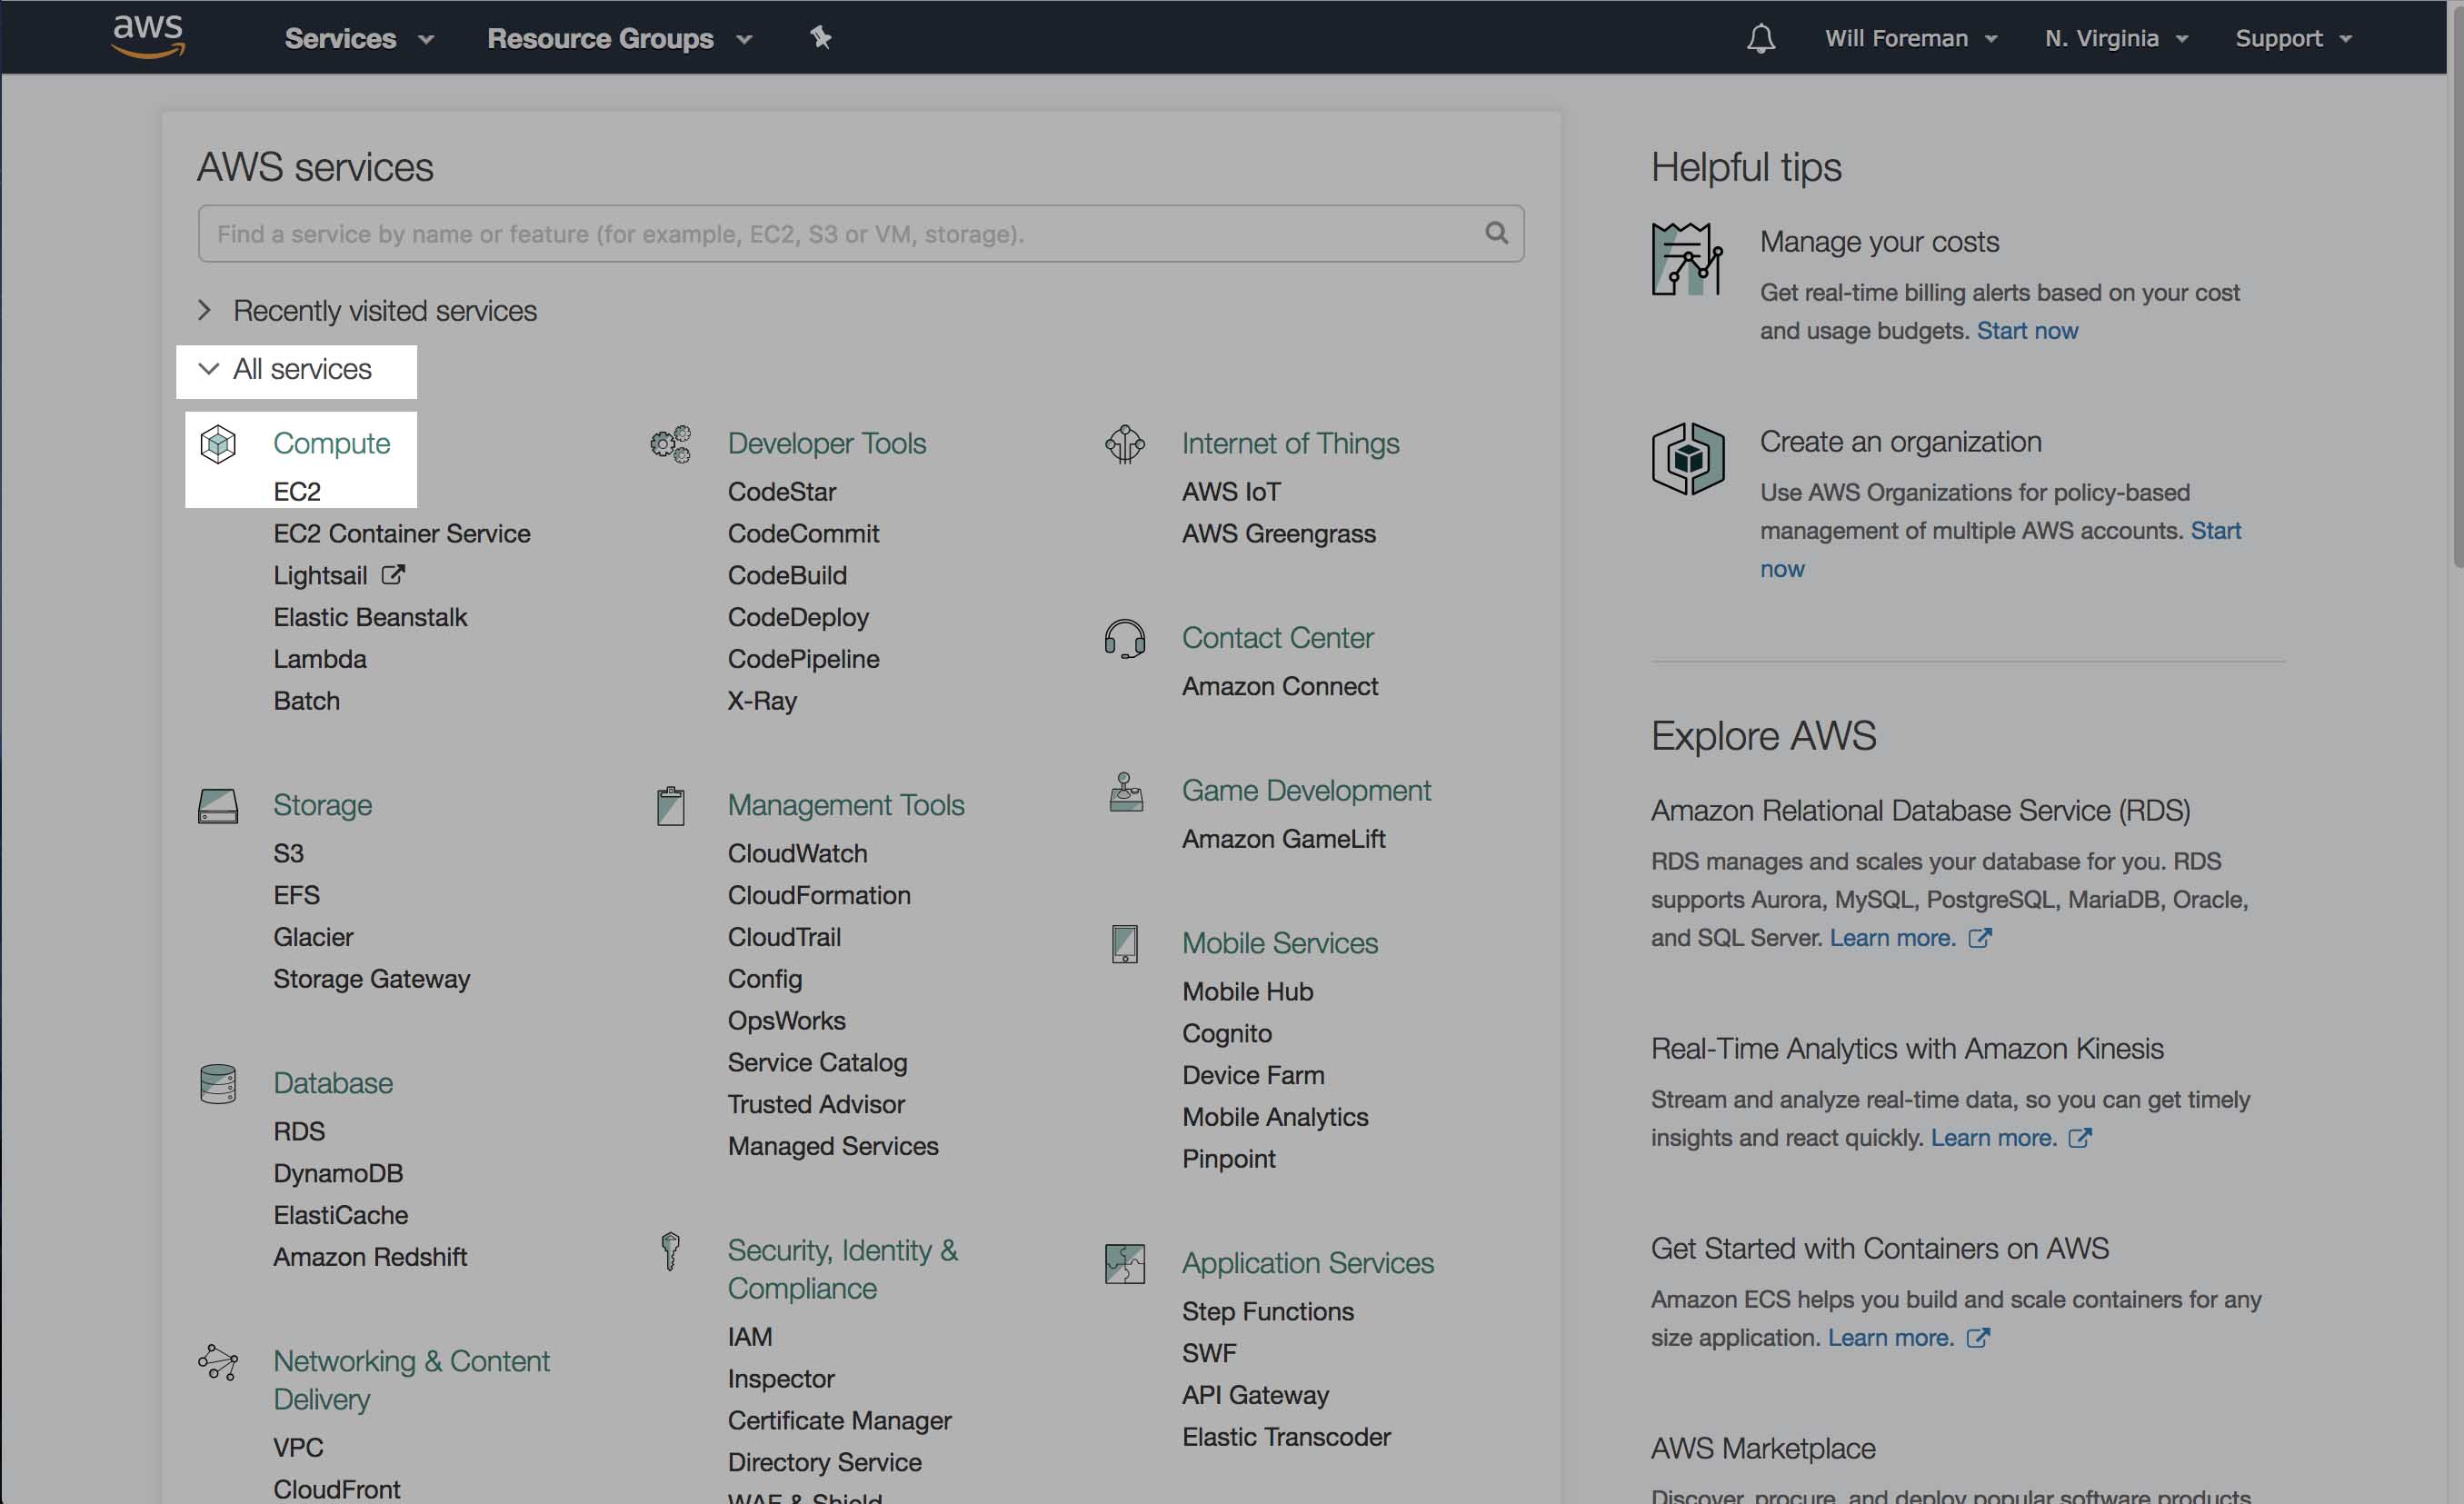 aws
Services
Resource Groups
Will Foreman
N. Virginia
Support
AWS services
Find a service by name or feature (for example, EC2, S3 or VM, storage).
Recently visited services
All services
Compute
EC2
EC2 Container Service
Lightsail
Elastic Beanstalk
Lambda
Batch
Storage
S3
EFS
Glacier
Storage Gateway
Database
RDS
DynamoDB
ElastiCache
Amazon Redshift
Networking & Content
Delivery
VPC
CloudFront
Developer Tools
CodeStar
CodeCommit
CodeBuild
CodeDeploy
CodePipeline
X-Ray
Management Tools
CloudWatch
CloudFormation
CloudTrail
Config
OpsWorks
Service Catalog
Trusted Advisor
Managed Services
Security, Identity &
Compliance
IAM
Inspector
Certificate Manager
Directory Service
WAF & Shield
Internet of Things
AWS IoT
AWS Greengrass
Contact Center
Amazon Connect
Game Development
Amazon GameLift
Mobile Services
Mobile Hub
Cognito
Device Farm
Mobile Analytics
Pinpoint
Application Services
Step Functions
SWF
API Gateway
Elastic Transcoder
Helpful tips
Manage your costs
Get real-time billing alerts based on your cost
and usage budgets. Start now
Create an organization
Use AWS Organizations for policy-based
management of multiple AWS accounts. Start
now
Explore AWS
Amazon Relational Database Service (RDS)
RDS manages and scales your database for you. RDS
supports Aurora, MySQL, PostgreSQL, MariaDB, Oracle,
and SQL Server. Learn more.
Real-Time Analytics with Amazon Kinesis
Stream and analyze real-time data, so you can get timely
insights and react quickly. Learn more.
Get Started with Containers on AWS
Amazon ECS helps you build and scale containers for any
size application. Learn more.
AWS Marketplace
Discover, procure, and deploy popular software products